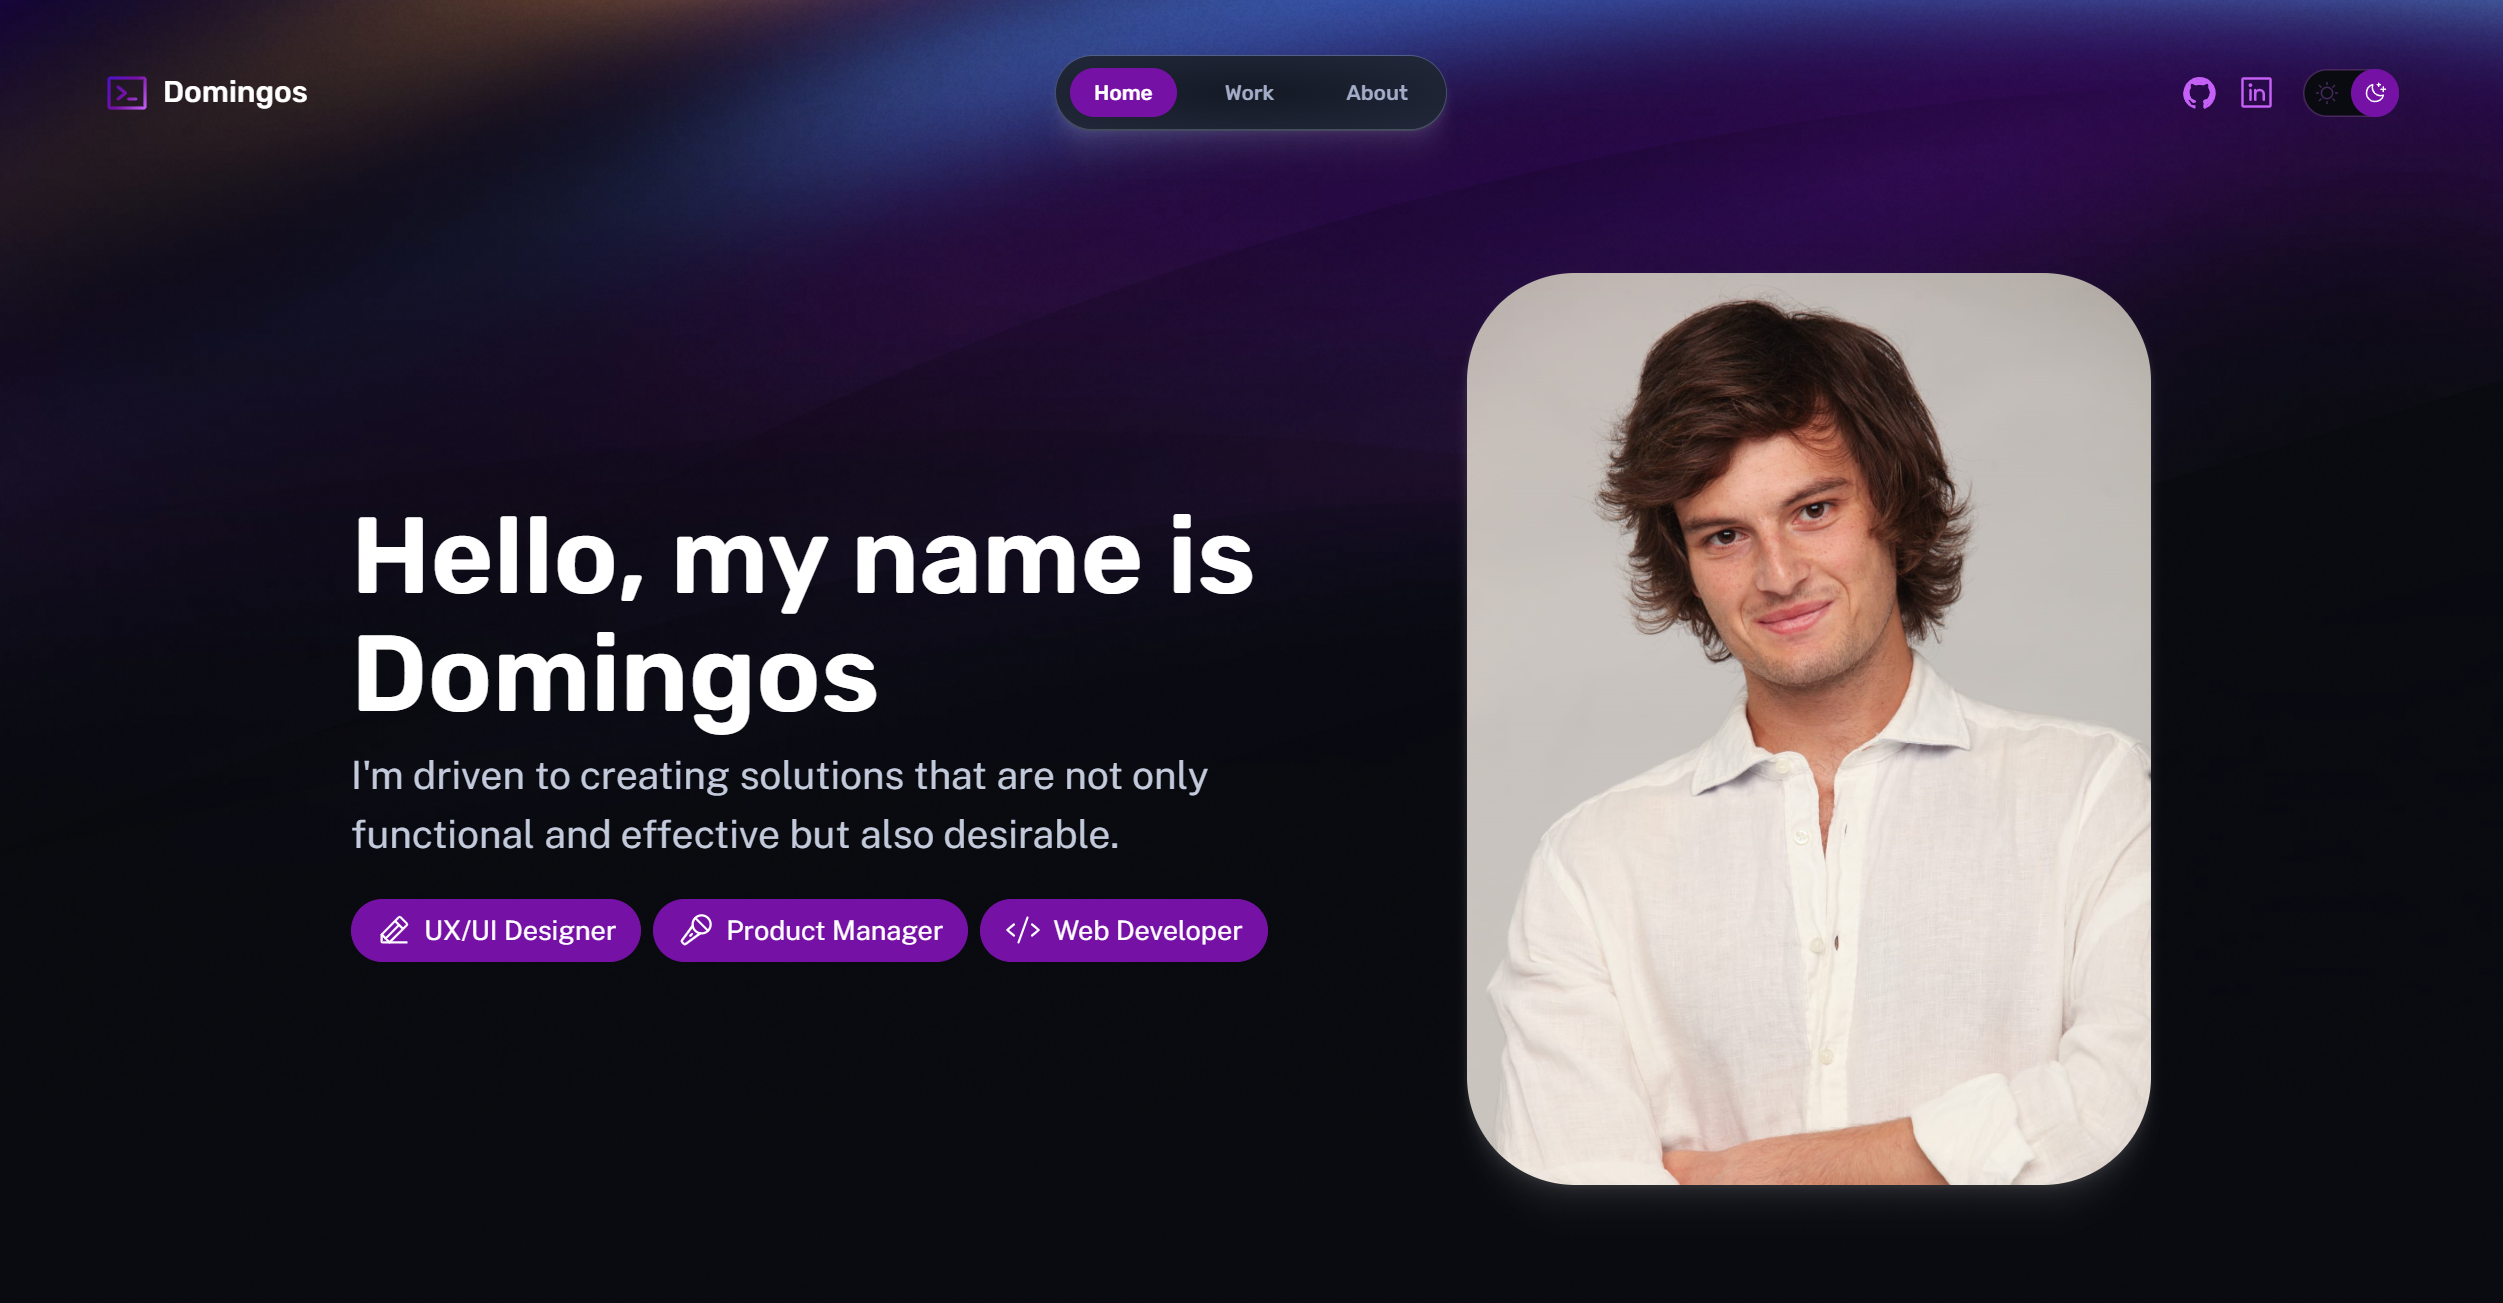 Domingos
Home
Work
About
Hello, my name is
Domingos
I'm driven to creating solutions that are not only
functional and effective but also desirable.
UX/UI Designer
Product Manager
Web Developer